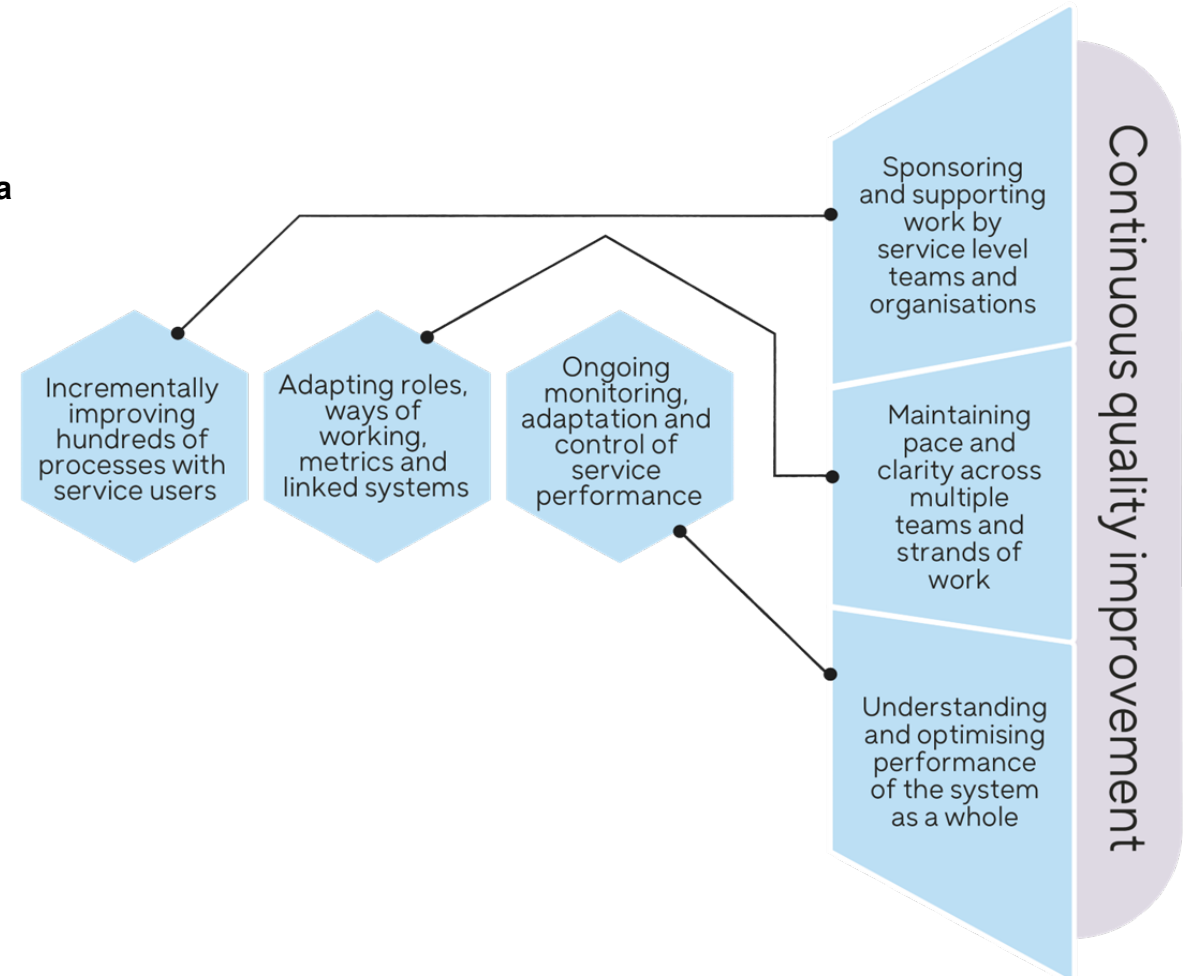 a
Incrementally
improving
hundreds of
processes with
service users
Adapting roles,
ways of
working,
metrics and
linked systems
Ongoing
monitoring,
adaptation and
control of
service
performance
Sponsoring
and supporting
work by
service level
teams and
organisations
Maintaining
pace and
clarity across
multiple
teams and
strands of
work
Understanding
and optimising
performance
of the system
as a whole
Continuous quality improvement